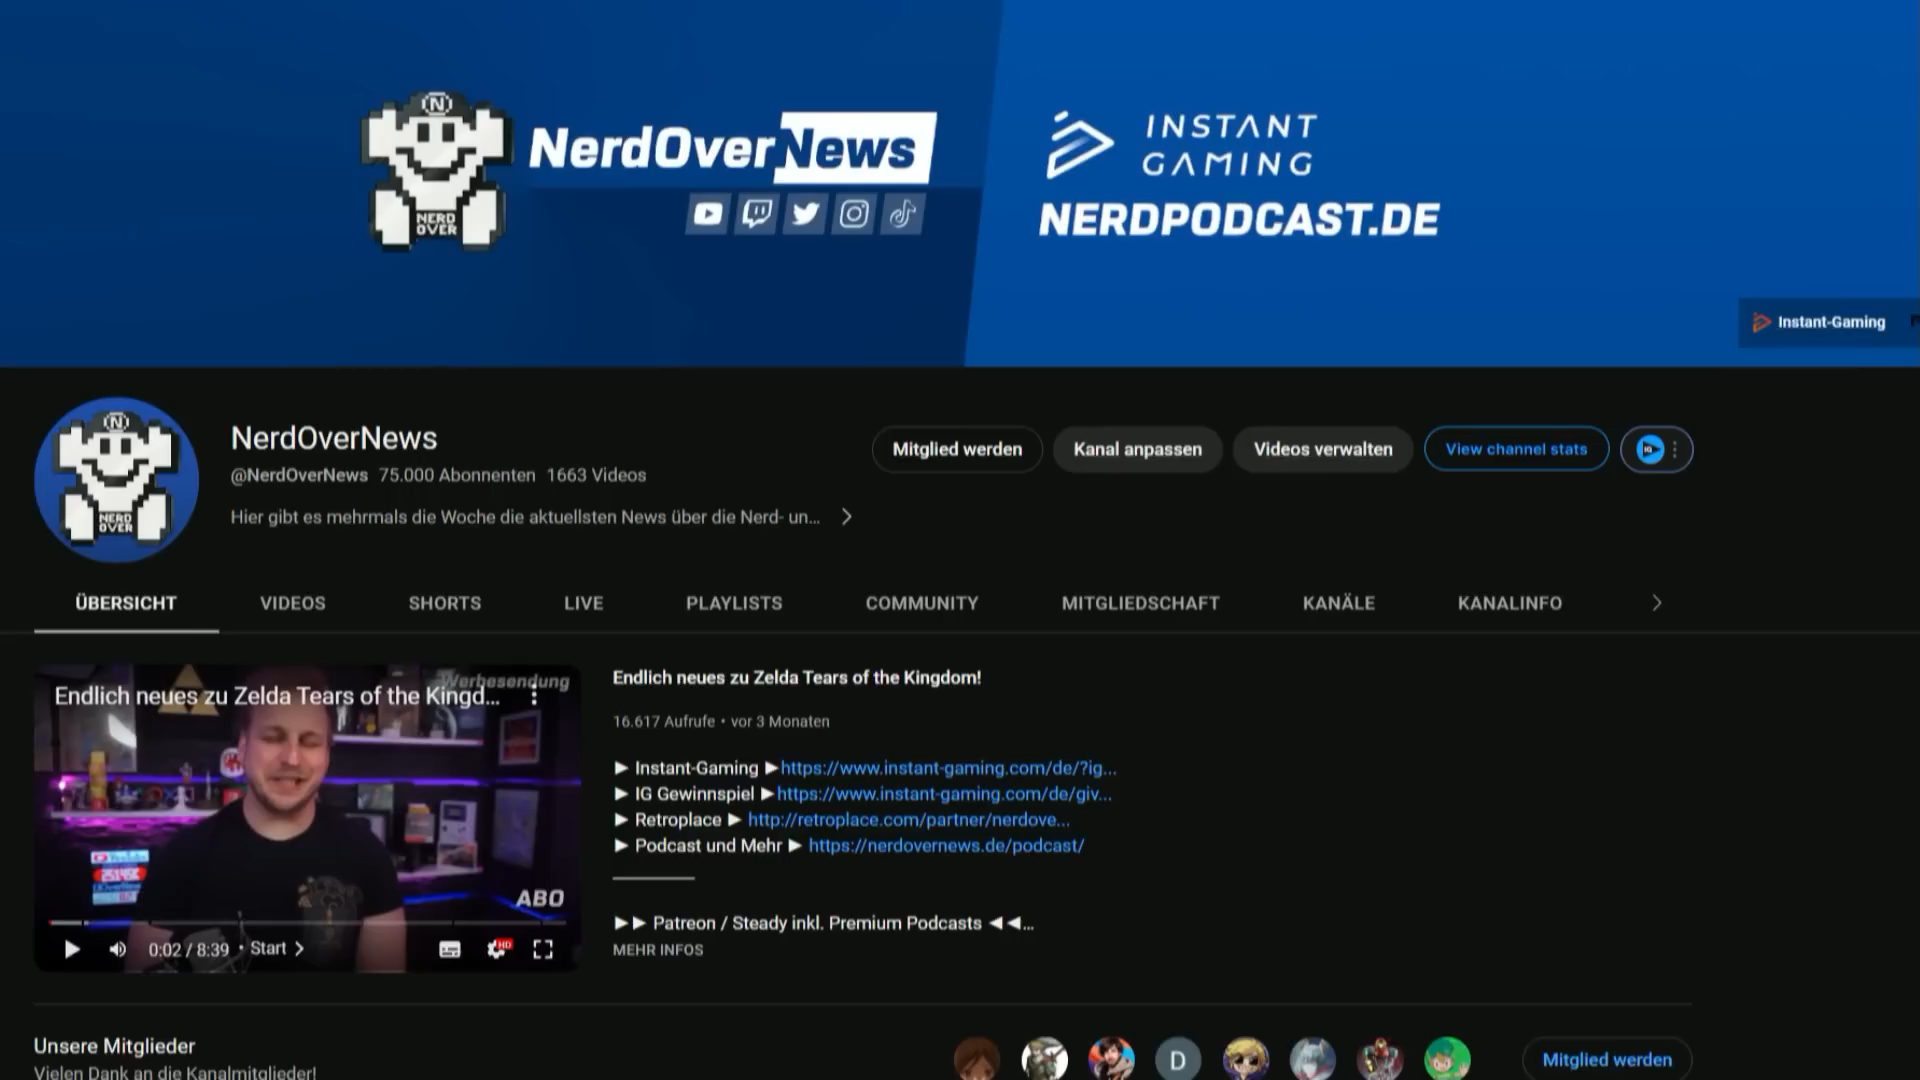 N
NERD
OVER
NerdOverNews
INSTANT
GAMING
NERDPODCAST.DE
Instant-Gaming
N
NERD
OVER
NerdOverNews
@NerdOverNews 75.000 Abonnenten 1663 Videos
Hier gibt es mehrmals die Woche die aktuellsten News über die Nerd- un...
Mitglied werden
Kanal anpassen
Videos verwalten
View channel stats
IG
ÜBERSICHT
VIDEOS
SHORTS
LIVE
PLAYLISTS
COMMUNITY
MITGLIEDSCHAFT
KANÄLE
KANALINFO
Werbesendung
Endlich neues zu Zelda Tears of the Kingd...
ABO
0:02 / 8:39 • Start
HD
Endlich neues zu Zelda Tears of the Kingdom!
16.617 Aufrufe • vor 3 Monaten
► Instant-Gaming ►https://www.instant-gaming.com/de/?ig...
► IG Gewinnspiel ►https://www.instant-gaming.com/de/giv...
► Retroplace ► http://retroplace.com/partner/nerdove...
► Podcast und Mehr ► https://nerdovernews.de/podcast/
►► Patreon / Steady inkl. Premium Podcasts ◄◄...
MEHR INFOS
Unsere Mitglieder
Vielen Dank an die Kanalmitglieder!
D
Mitglied werden